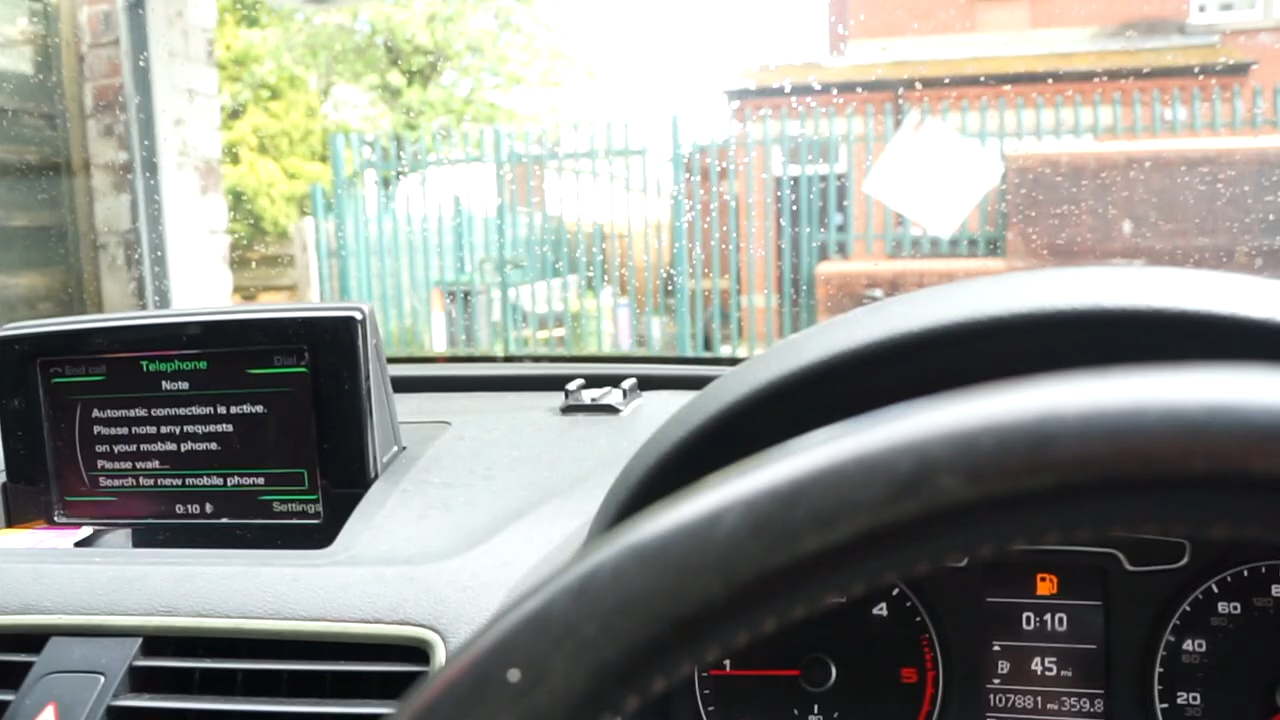 End call
Telephone
Dial
Note
Automatic connection is active.
Please note any requests
on your mobile phone.
Please wait...
Search for new mobile phone
0:10
Settings
1
4
5
0:10
45 mi
107881 mi 359.8
20
40
60